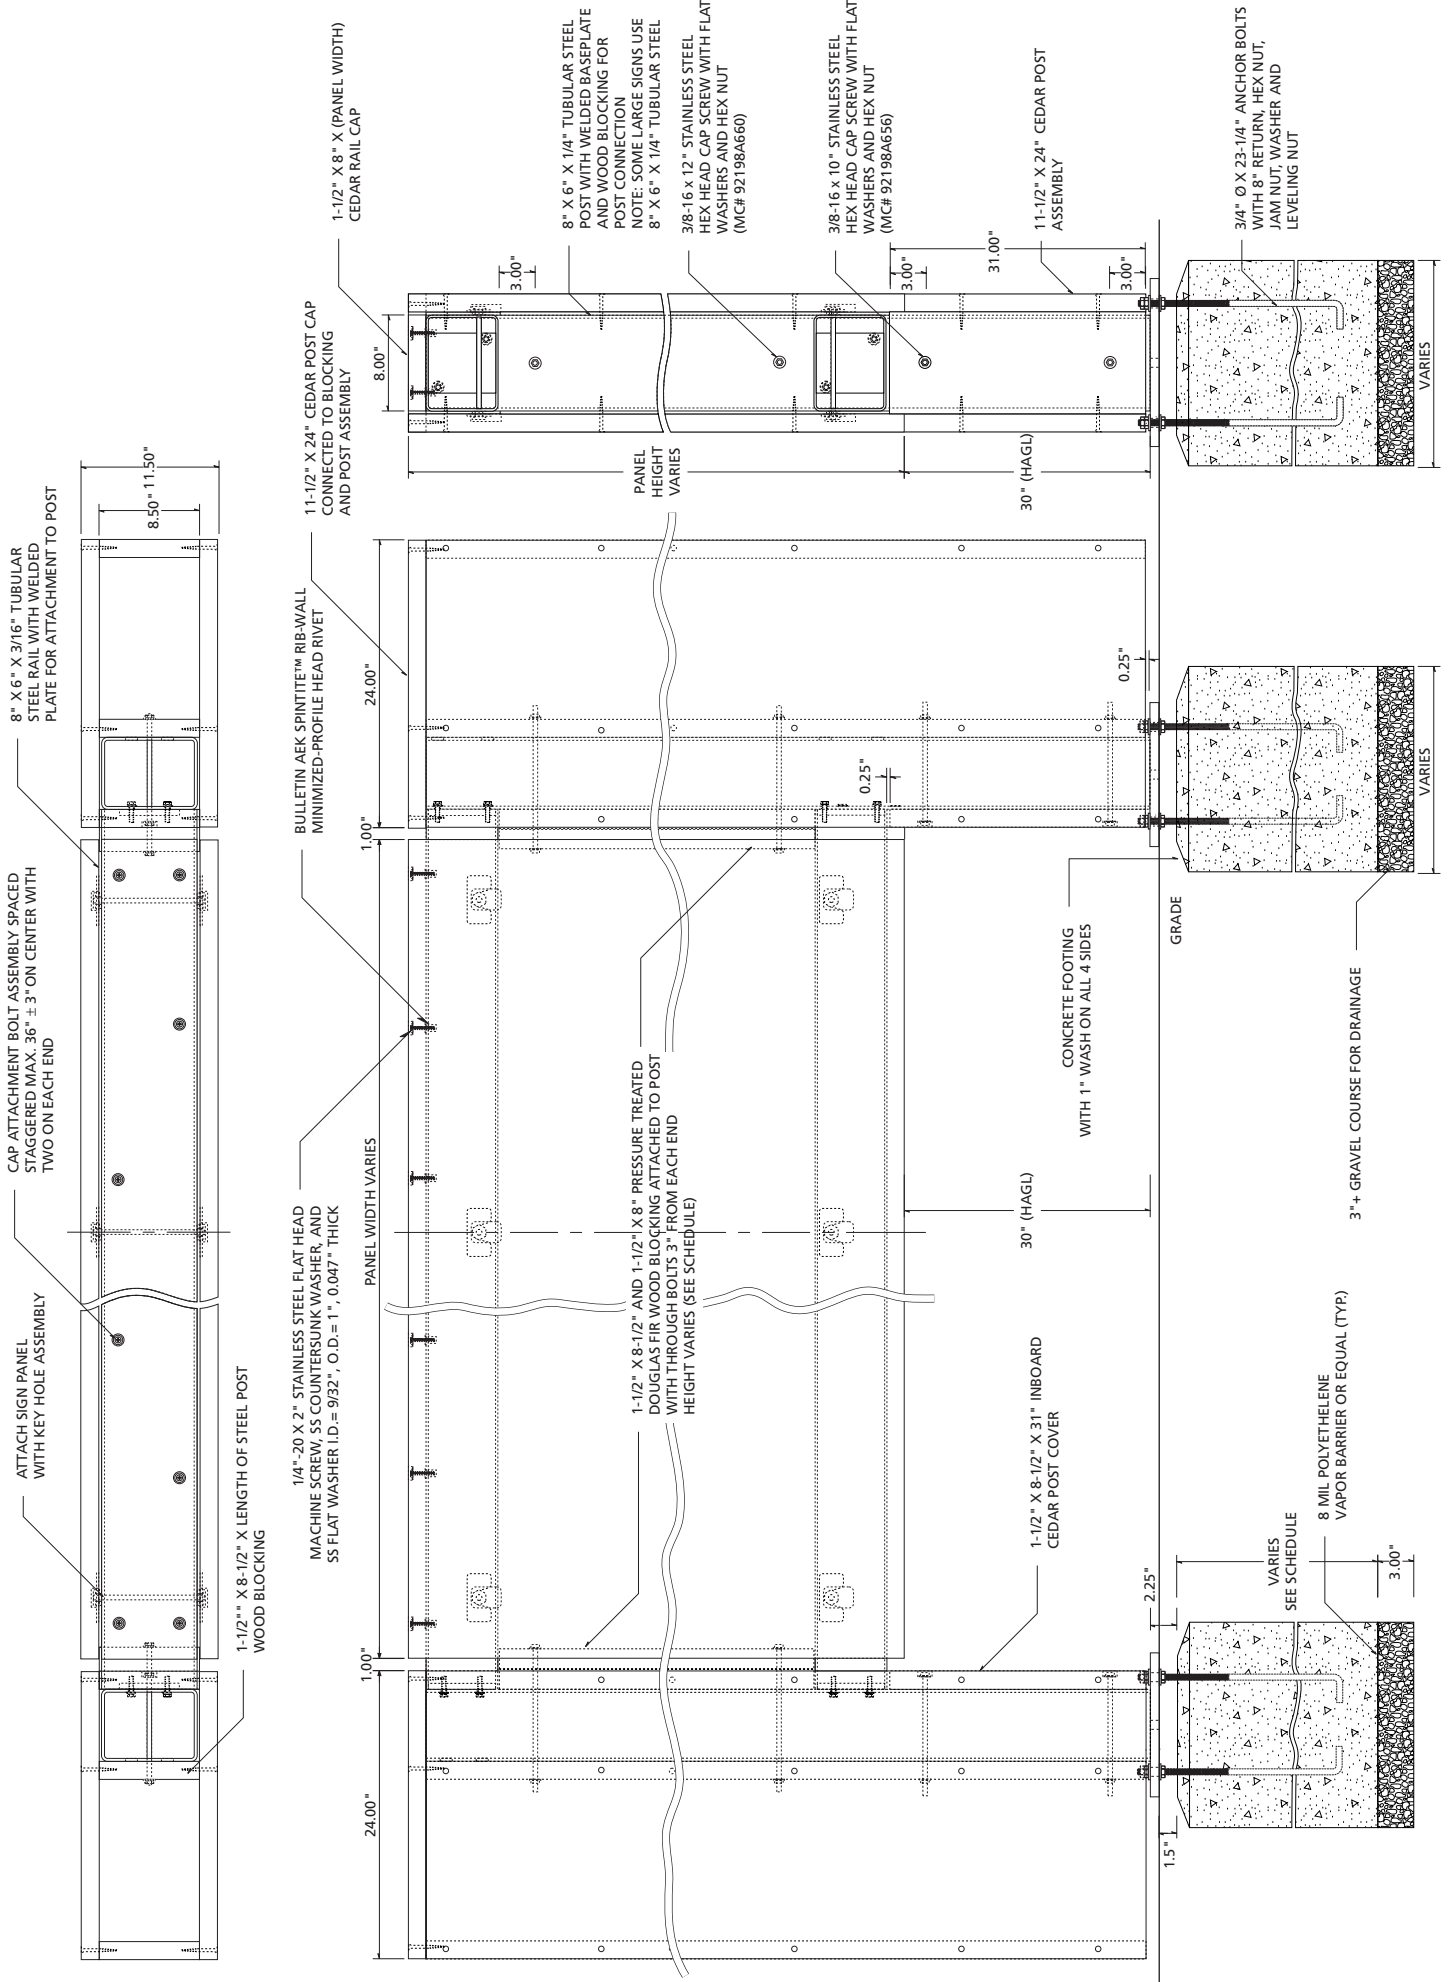 ATTACH SIGN PANEL
WITH KEY HOLE ASSEMBLY
CAP ATTACHMENT BOLT ASSEMBLY SPACED
STAGGERED MAX. 36" ± 3" ON CENTER WITH
TWO ON EACH END
8" X 6" X 3/16" TUBULAR
STEEL RAIL WITH WELDED
PLATE FOR ATTACHMENT TO POST
8.50"
11.50"
1-1/2"" X 8-1/2" X LENGTH OF STEEL POST
WOOD BLOCKING
1/4"-20 X 2" STAINLESS STEEL FLAT HEAD
MACHINE SCREW, SS COUNTERSUNK WASHER, AND
SS FLAT WASHER I.D.= 9/32", O.D.= 1", 0.047" THICK
BULLETIN AEK SPINTITE™ RIB-WALL
MINIMIZED-PROFILE HEAD RIVET
11-1/2" X 24" CEDAR POST CAP
CONNECTED TO BLOCKING
AND POST ASSEMBLY
1-1/2" X 8" X (PANEL WIDTH)
CEDAR RAIL CAP
24.00"
1.00"
PANEL WIDTH VARIES
1.00"
24.00"
8.00"
3.00"
8" X 6" X 1/4" TUBULAR STEEL
POST WITH WELDED BASEPLATE
AND WOOD BLOCKING FOR
POST CONNECTION
NOTE: SOME LARGE SIGNS USE
8" X 6" X 1/4" TUBULAR STEEL
3/8-16 x 12" STAINLESS STEEL
HEX HEAD CAP SCREW WITH FLAT
WASHERS AND HEX NUT
(MC# 92198A660)
3/8-16 x 10" STAINLESS STEEL
HEX HEAD CAP SCREW WITH FLAT
WASHERS AND HEX NUT
(MC# 92198A656)
PANEL
HEIGHT
VARIES
1-1/2" X 8-1/2" AND 1-1/2" X 8" PRESSURE TREATED
DOUGLAS FIR WOOD BLOCKING ATTACHED TO POST
WITH THROUGH BOLTS 3" FROM EACH END
HEIGHT VARIES (SEE SCHEDULE)
0.25"
3.00"
31.00"
11-1/2" X 24" CEDAR POST
ASSEMBLY
30" (HAGL)
30" (HAGL)
3.00"
1-1/2" X 8-1/2" X 31" INBOARD
CEDAR POST COVER
CONCRETE FOOTING
WITH 1" WASH ON ALL 4 SIDES
0.25"
GRADE
2.25"
1.5"
3/4" Ø X 23-1/4" ANCHOR BOLTS
WITH 8" RETURN, HEX NUT,
JAM NUT, WASHER AND
LEVELING NUT
VARIES
SEE SCHEDULE
8 MIL POLYETHELENE
VAPOR BARRIER OR EQUAL (TYP.)
3"+ GRAVEL COURSE FOR DRAINAGE
3.00"
VARIES
VARIES